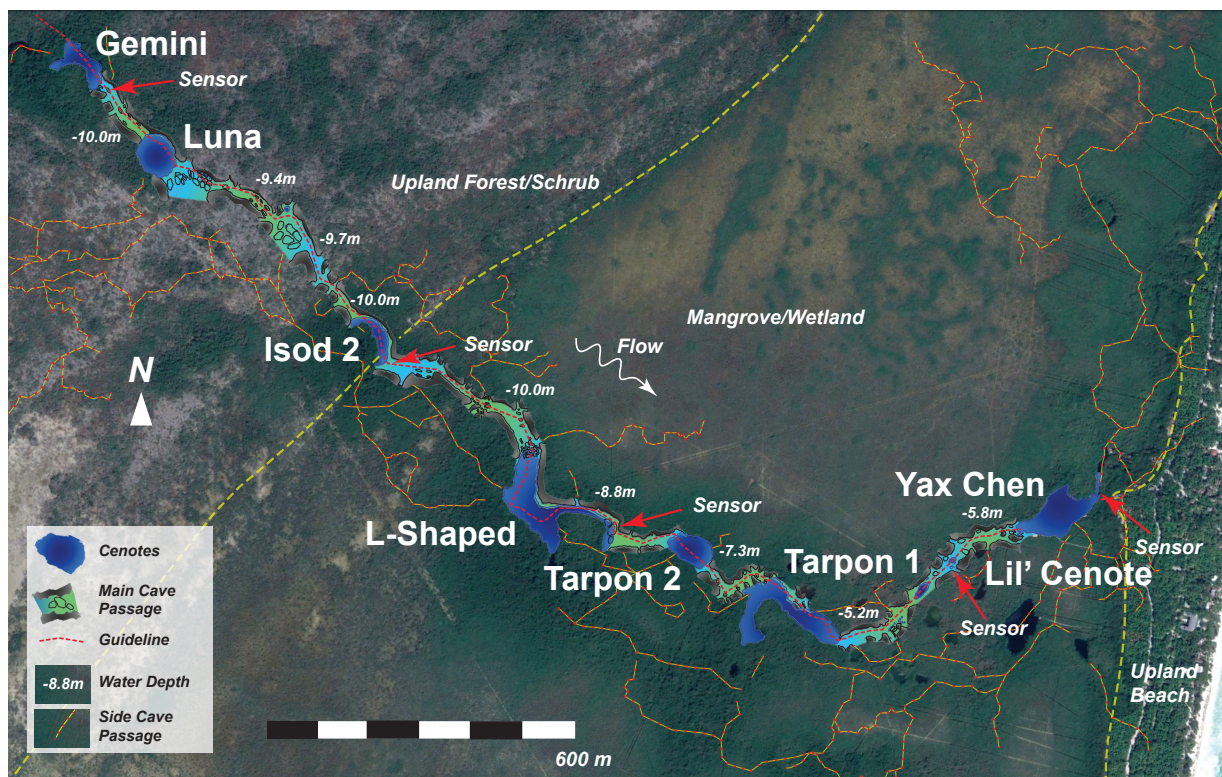 Gemini
Sensor
-10.0m
Luna
-9.4m
Upland Forest/Schrub
-9.7m
-10.0m
Isod 2
Sensor
Mangrove/Wetland
Flow
N
-10.0m
L-Shaped
-8.8m
Sensor
Tarpon 2
-7.3m
Tarpon 1
-5.2m
Yax Chen
-5.8m
Lil' Cenote
Sensor
Sensor
Upland
Beach
Cenotes
Main Cave
Passage
Guideline
-8.8m Water Depth
Side Cave
Passage
600 m